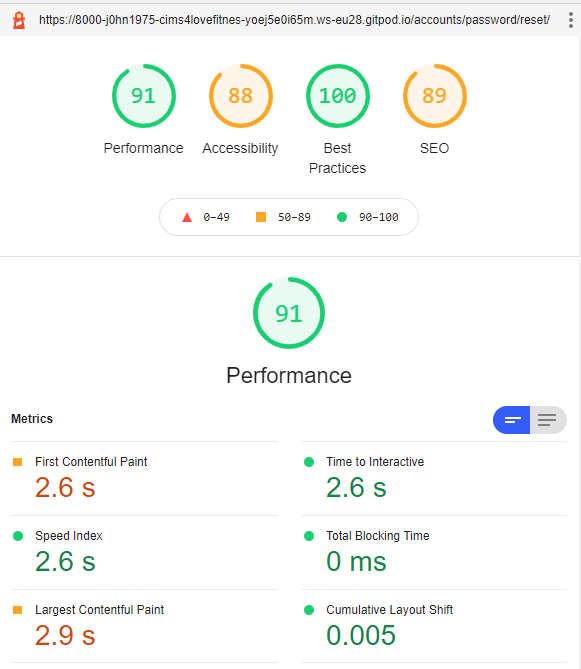 https://8000-j0hn1975-cims4lovefitnes-yoej5e0i65m.ws-eu28.gitpod.io/accounts/password/reset/
91 88 100 89
Performance Accessibility Best Practices SEO
0–49 50–89 90–100
91
Performance
Metrics
First Contentful Paint
2.6 s
Time to Interactive
2.6 s
Speed Index
2.6 s
Total Blocking Time
0 ms
Largest Contentful Paint
2.9 s
Cumulative Layout Shift
0.005